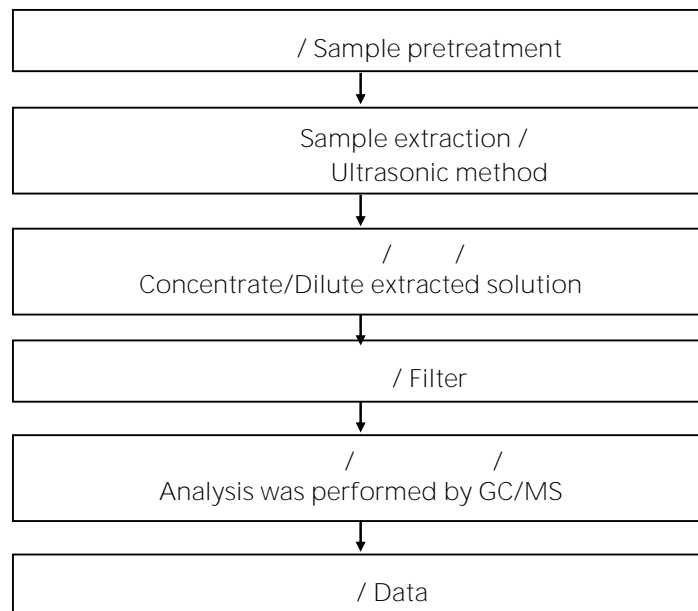 / Sample pretreatment
Sample extraction /
Ultrasonic method
/ /
Concentrate/Dilute extracted solution
/ Filter
/ /
Analysis was performed by GC/MS
/ Data